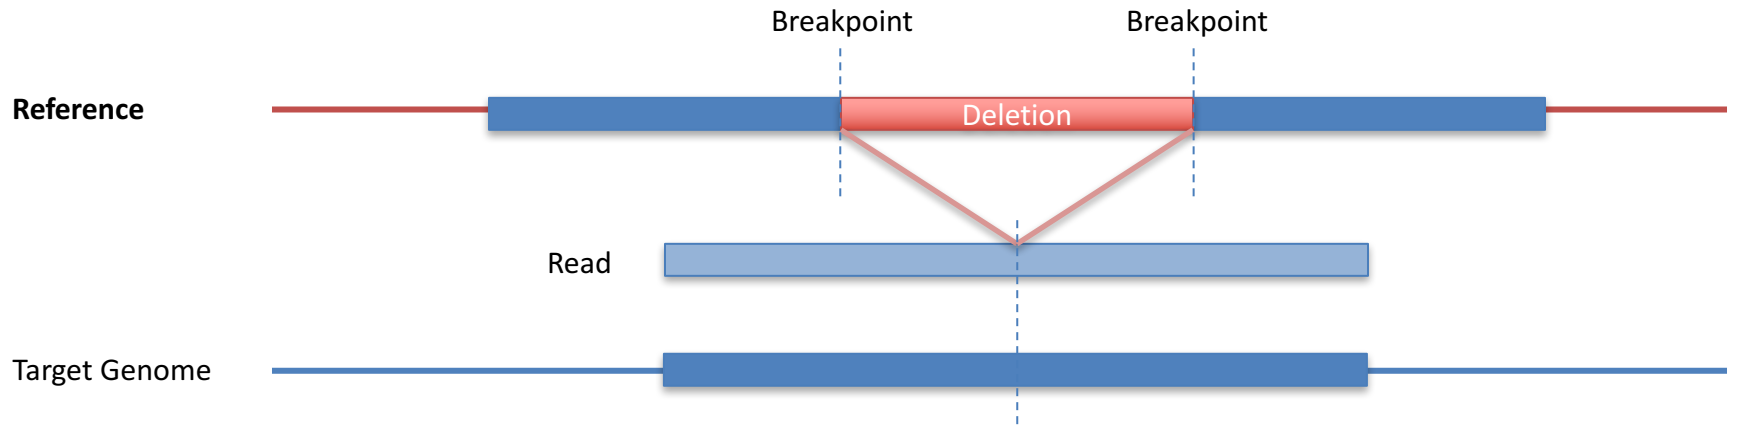 Breakpoint Breakpoint
Reference
Deletion
Read
Target Genome